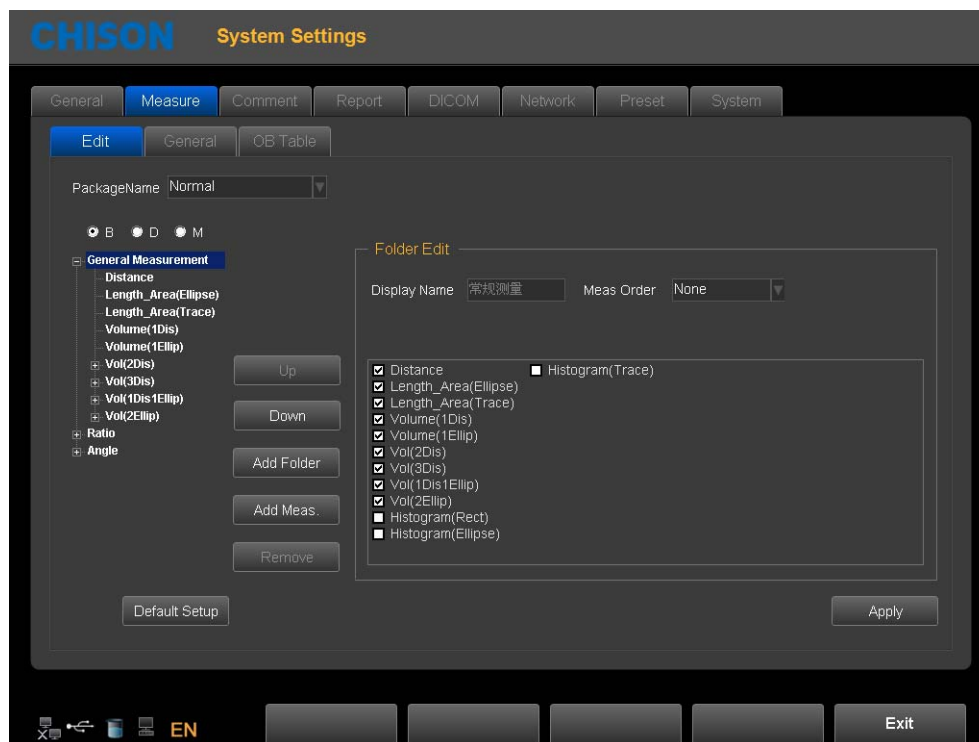 CHISON System Settings
General Measure Comment Report DICOM Network Preset System
Edit General OB Table
PackageName Normal
B D M
General Measurement
Distance
Length_Area(Ellipse)
Length_Area(Trace)
Volume(1Dis)
Volume(1Ellip)
Vol(2Dis)
Vol(3Dis)
Vol(1Dis1Ellip)
Vol(2Ellip)
Ratio
Angle
Up
Down
Add Folder
Add Meas.
Remove
Default Setup
Folder Edit
Display Name 常规测量 Meas Order None
Distance Histogram(Trace)
Length_Area(Ellipse)
Length_Area(Trace)
Volume(1Dis)
Volume(1Ellip)
Vol(2Dis)
Vol(3Dis)
Vol(1Dis1Ellip)
Vol(2Ellip)
Histogram(Rect)
Histogram(Ellipse)
Apply
EN Exit